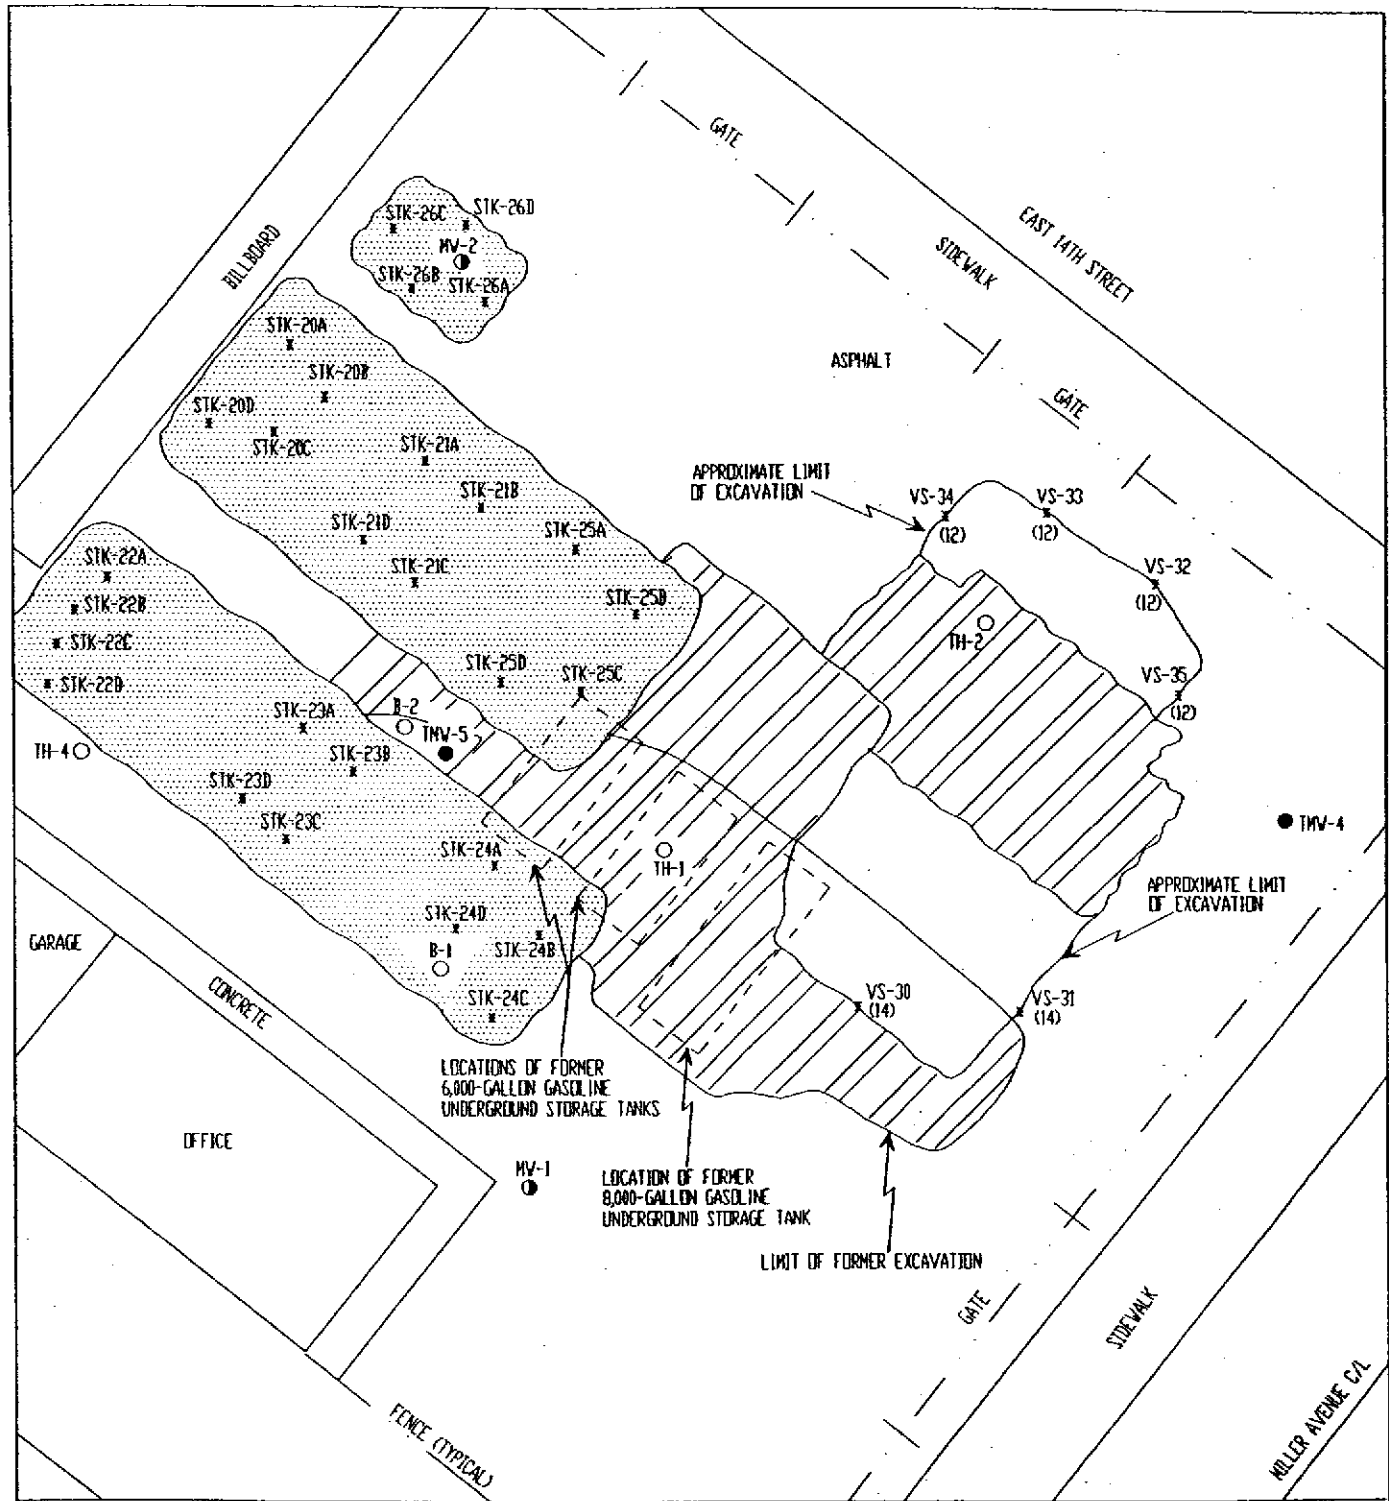 GATE
EAST 14TH STREET
SIDEWALK
BILLBOARD
STK-26C
STK-26D
MW-2
STK-26B
STK-26A
STK-20A
STK-20B
STK-20D
STK-20C
ASPHALT
GATE
STK-21A
STK-21B
STK-21D
STK-21C
STK-25A
STK-25B
STK-25D
STK-25C
APPROXIMATE LIMIT
OF EXCAVATION
VS-34
(12)
VS-33
(12)
VS-32
(12)
VS-35
(12)
TH-2
STK-22A
STK-22B
STK-22C
STK-22D
TH-4
B-2
TMW-5
STK-23A
STK-23B
STK-23D
STK-23C
STK-24A
STK-24D
STK-24B
B-1
STK-24C
TH-1
TMW-4
APPROXIMATE LIMIT
OF EXCAVATION
VS-30
(14)
VS-31
(14)
GARAGE
CONCRETE
OFFICE
LOCATIONS OF FORMER
6,000-GALLON GASOLINE
UNDERGROUND STORAGE TANKS
MW-1
LOCATION OF FORMER
8,000-GALLON GASOLINE
UNDERGROUND STORAGE TANK
LIMIT OF FORMER EXCAVATION
GATE
SIDEWALK
MILLER AVENUE C/L
FENCE (TYPICAL)